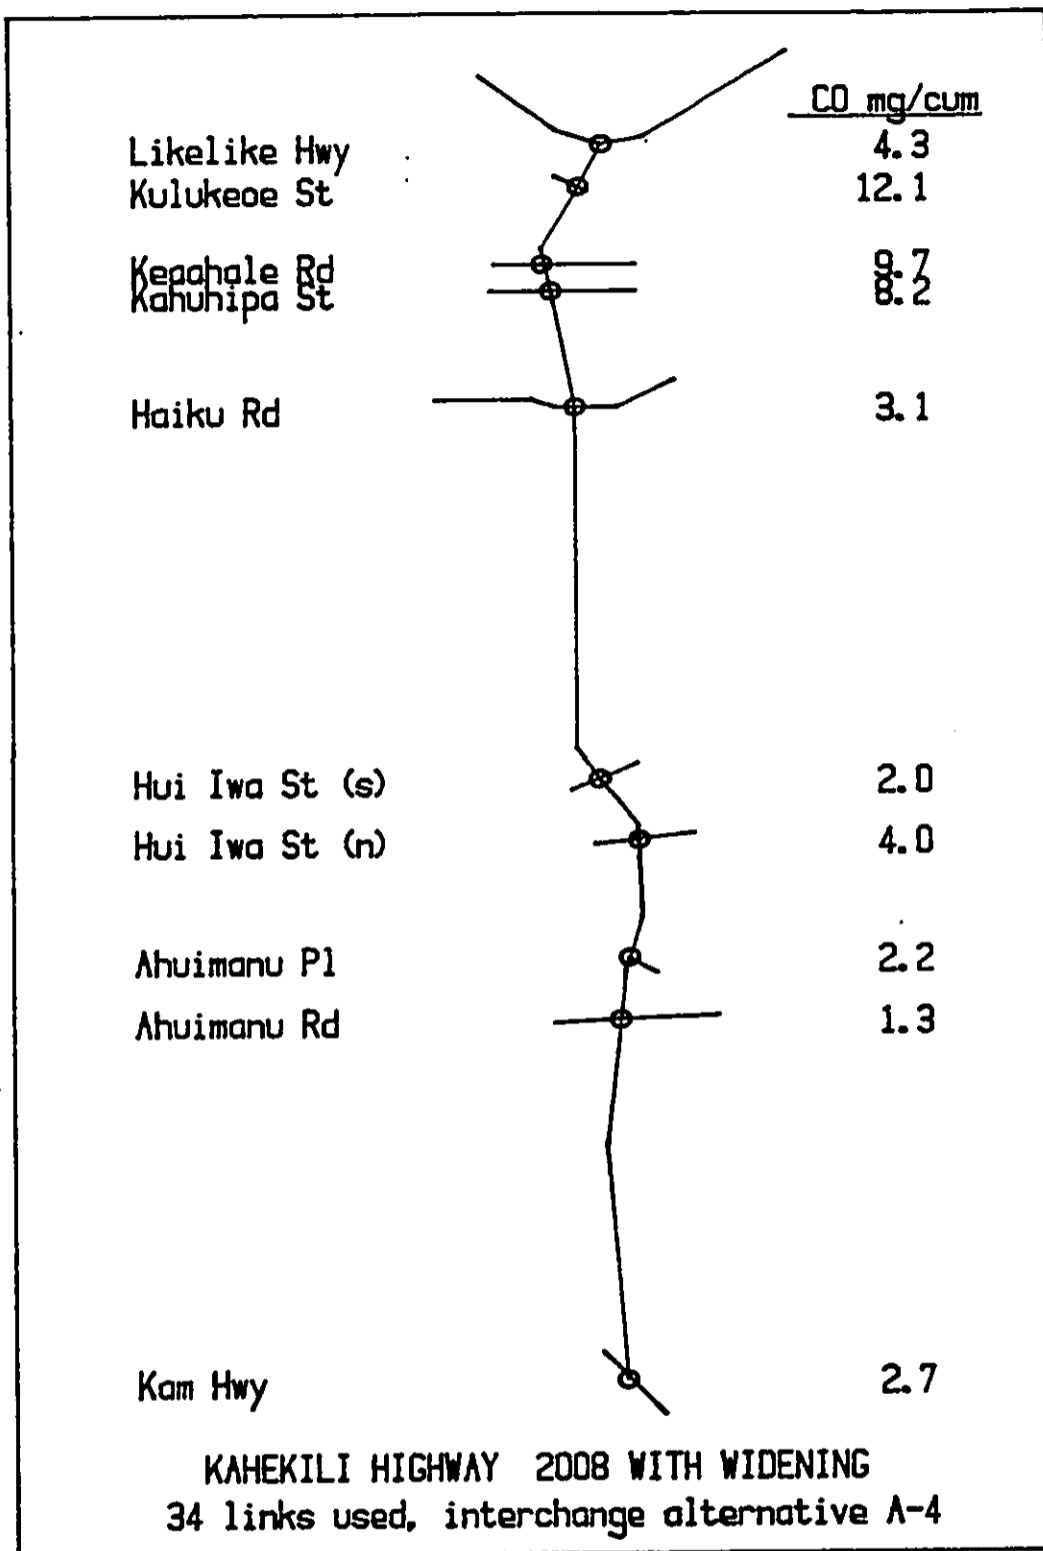 CO mg/cum
Likelike Hwy 4.3
Kulukeoe St 12.1
Keaahale Rd 9.7
Kahuhipa St 8.2
Haiku Rd 3.1
Hui Iwa St (s) 2.0
Hui Iwa St (n) 4.0
Ahuimanu Pl 2.2
Ahuimanu Rd 1.3
Kam Hwy 2.7
KAHEKILI HIGHWAY 2008 WITH WIDENING
34 links used, interchange alternative A-4